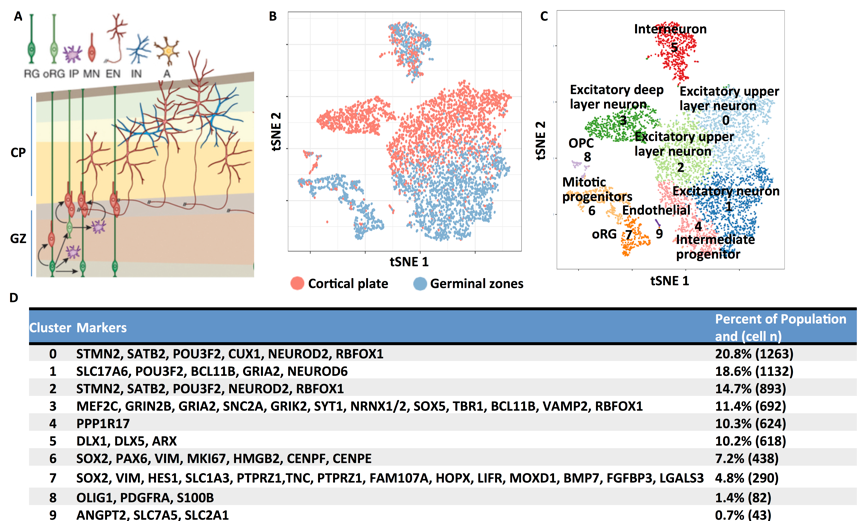 A
RG oRG IP MN EN IN A
CP
GZ
B
tSNE 2
tSNE 1
Cortical plate
Germinal zones
C
tSNE 2
Interneuron
5
Excitatory deep
layer neuron
3
Excitatory upper
layer neuron
0
OPC
8
Excitatory upper
layer neuron
2
Mitotic
progenitors
6
Excitatory neuron
1
Endothelial
9
oRG 7
4
Intermediate
progenitor
tSNE 1
D
Cluster Markers Percent of Population and (cell n)
0 STMN2, SATB2, POU3F2, CUX1, NEUROD2, RBFOX1 20.8% (1263)
1 SLC17A6, POU3F2, BCL11B, GRIA2, NEUROD6 18.6% (1132)
2 STMN2, SATB2, POU3F2, NEUROD2, RBFOX1 14.7% (893)
3 MEF2C, GRIN2B, GRIA2, SNC2A, GRIK2, SYT1, NRNX1/2, SOX5, TBR1, BCL11B, VAMP2, RBFOX1 11.4% (692)
4 PPP1R17 10.3% (624)
5 DLX1, DLX5, ARX 10.2% (618)
6 SOX2, PAX6, VIM, MKI67, HMGB2, CENPF, CENPE 7.2% (438)
7 SOX2, VIM, HES1, SLC1A3, PTPRZ1,TNC, PTPRZ1, FAM107A, HOPX, LIFR, MOXD1, BMP7, FGFBP3, LGALS3 4.8% (290)
8 OLIG1, PDGFRA, S100B 1.4% (82)
9 ANGPT2, SLC7A5, SLC2A1 0.7% (43)